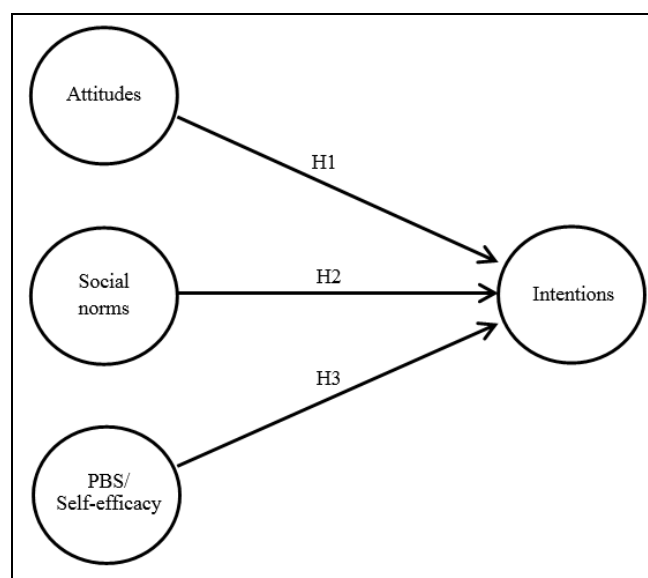 Attitudes
H1
Social
norms
H2
Intentions
H3
PBS/
Self-efficacy